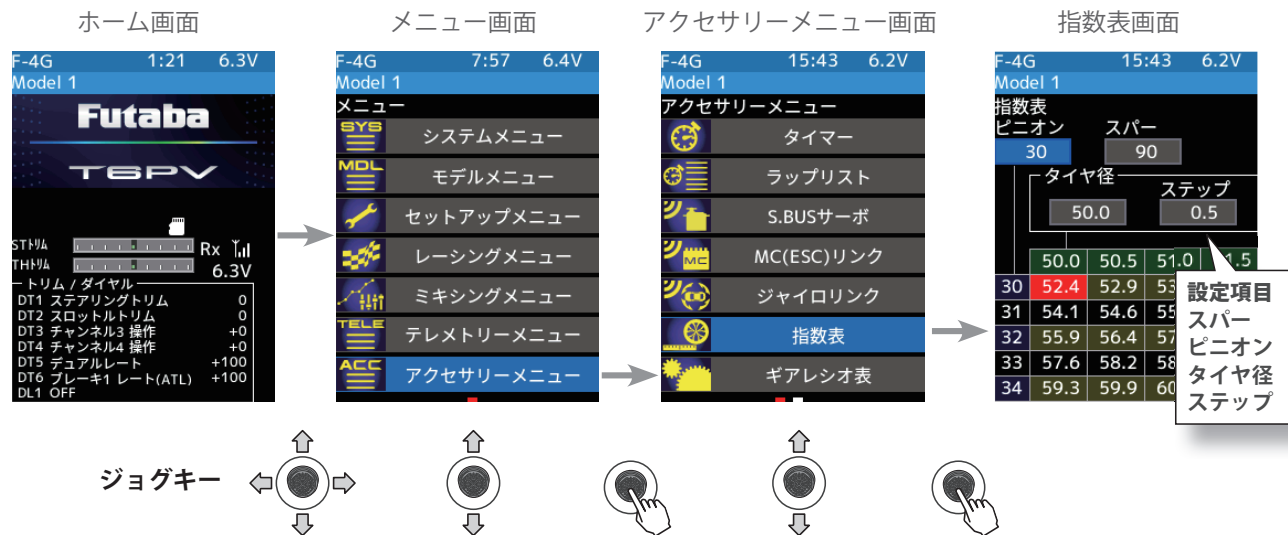 ホーム画面
メニュー画面
アクセサリーメニュー画面
指数表画面
F-4G 1:21 6.3V
Model 1
Futaba
T6PV
STトリム
Rx
THトリム
6.3V
トリム / ダイヤル
DT1 ステアリングトリム 0
DT2 スロットルトリム 0
DT3 チャンネル3 操作 +0
DT4 チャンネル4 操作 +0
DT5 デュアルレート +100
DT6 ブレーキ1 レート(ATL) +100
DL1 OFF
F-4G 7:57 6.4V
Model 1
メニュー
SYS システムメニュー
MDL モデルメニュー
セットアップメニュー
レーシングメニュー
ミキシングメニュー
TELE テレメトリーメニュー
ACC アクセサリーメニュー
F-4G 15:43 6.2V
Model 1
アクセサリーメニュー
タイマー
ラップリスト
S.BUSサーボ
MC MC(ESC)リンク
ジャイロリンク
指数表
ギアレシオ表
F-4G 15:43 6.2V
Model 1
指数表
ピニオン スパー
30 90
タイヤ径
ステップ
50.0 0.5
50.0 50.5 51.0 .5
30 52.4 52.9 53
31 54.1 54.6 55
32 55.9 56.4 57
33 57.6 58.2 58
34 59.3 59.9 60
設定項目
スパー
ピニオン
タイヤ径
ステップ
ジョグキー